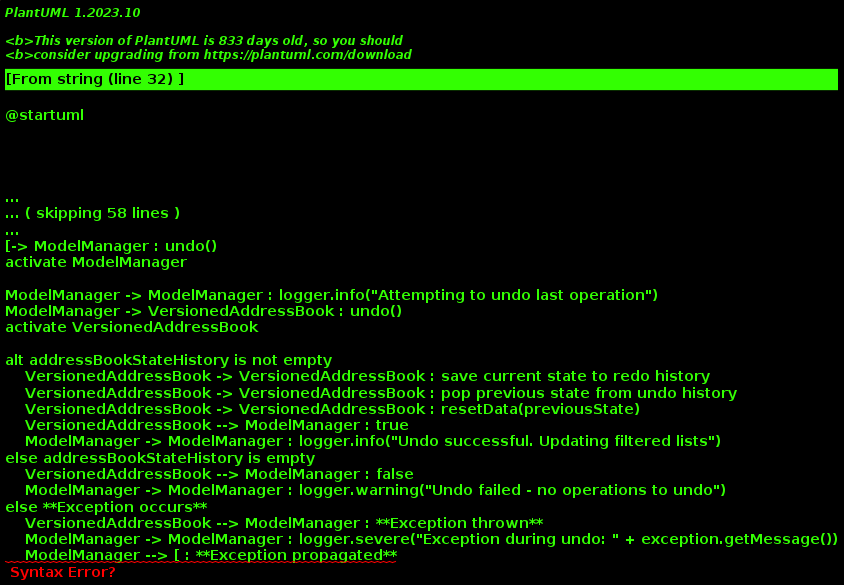 PlantUML 1.2023.10
<b>This version of PlantUML is 833 days old, so you should
<b>consider upgrading from https://plantuml.com/download
[From string (line 32) ]
@startuml
...
... ( skipping 58 lines )
...
[-> ModelManager : undo()
activate ModelManager
ModelManager -> ModelManager : logger.info("Attempting to undo last operation")
ModelManager -> VersionedAddressBook : undo()
activate VersionedAddressBook
alt addressBookStateHistory is not empty
    VersionedAddressBook -> VersionedAddressBook : save current state to redo history
    VersionedAddressBook -> VersionedAddressBook : pop previous state from undo history
    VersionedAddressBook -> VersionedAddressBook : resetData(previousState)
    VersionedAddressBook --> ModelManager : true
    ModelManager -> ModelManager : logger.info("Undo successful. Updating filtered lists")
else addressBookStateHistory is empty
    VersionedAddressBook --> ModelManager : false
    ModelManager -> ModelManager : logger.warning("Undo failed - no operations to undo")
else **Exception occurs**
    VersionedAddressBook --> ModelManager : **Exception thrown**
    ModelManager -> ModelManager : logger.severe("Exception during undo: " + exception.getMessage())
    ModelManager --> [ : **Exception propagated**
Syntax Error?